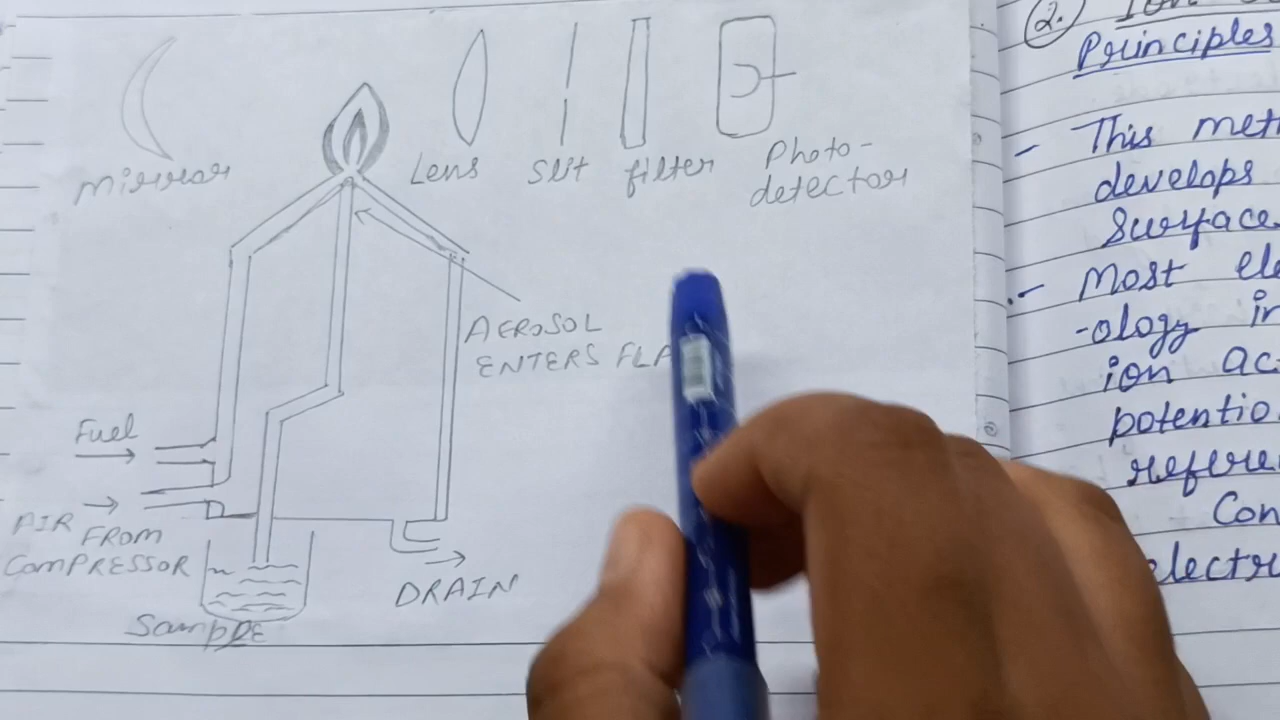 Mirror
Lens
Slit
filter
Photo-
detector
AEROSOL
ENTERS FLA
Fuel
AIR FROM
COMPRESSOR
Sample
DRAIN
2.
Principles
- This met
develops
Surface
- Most ele
-ology in
ion ac
potentio
refere
Con
electr